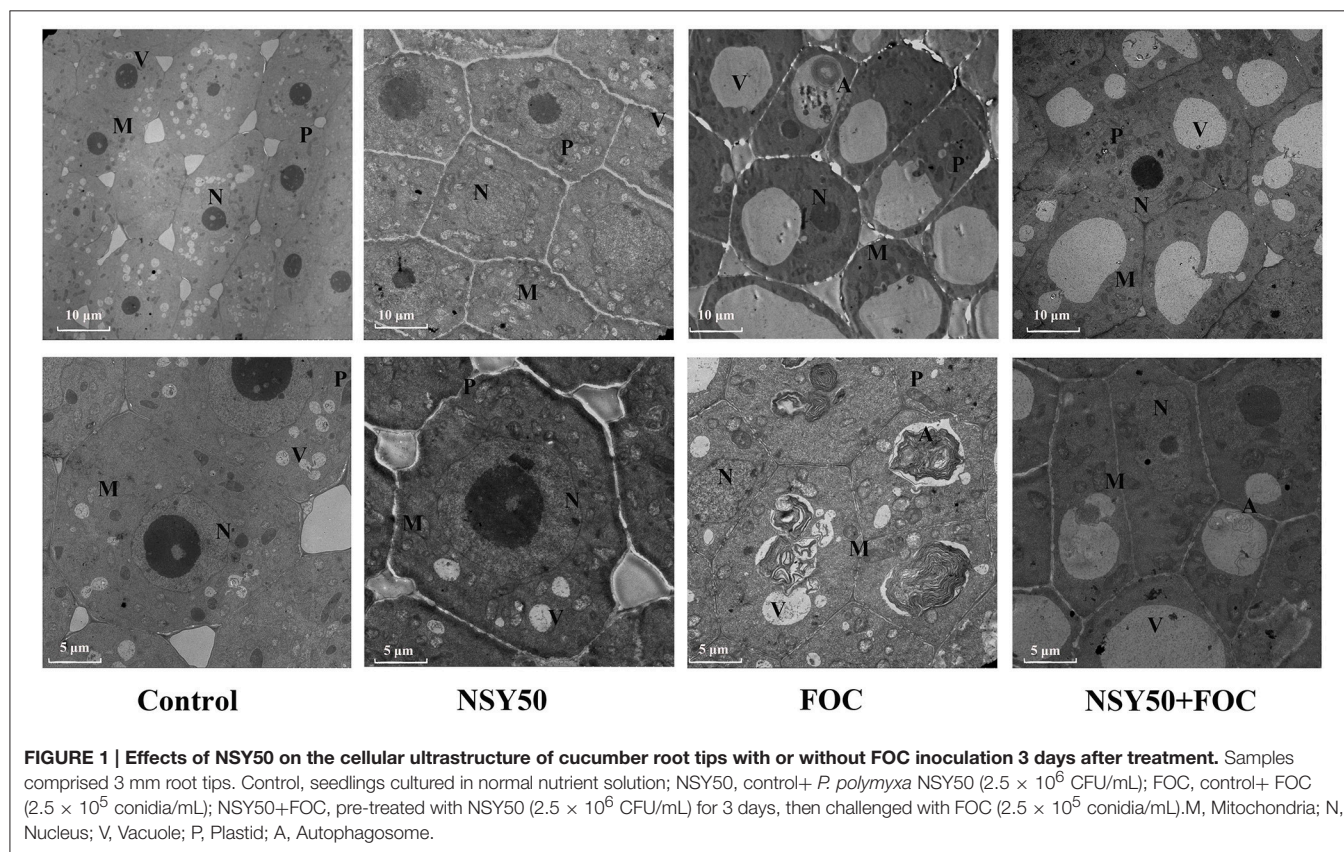 V
M
P
N
10 µm
V
P
N
M
10 µm
V
A
P
N
M
10 µm
P
V
N
M
10 µm
P
V
M
N
5 µm
P
N
M
V
5 µm
P
A
N
M
V
5 µm
N
M
A
V
5 µm
Control NSY50 FOC NSY50+FOC
FIGURE 1 | Effects of NSY50 on the cellular ultrastructure of cucumber root tips with or without FOC inoculation 3 days after treatment. Samples
comprised 3 mm root tips. Control, seedlings cultured in normal nutrient solution; NSY50, control+ P. polymyxa NSY50 (2.5 × 10⁶ CFU/mL); FOC, control+ FOC
(2.5 × 10⁵ conidia/mL); NSY50+FOC, pre-treated with NSY50 (2.5 × 10⁶ CFU/mL) for 3 days, then challenged with FOC (2.5 × 10⁵ conidia/mL).M, Mitochondria; N,
Nucleus; V, Vacuole; P, Plastid; A, Autophagosome.